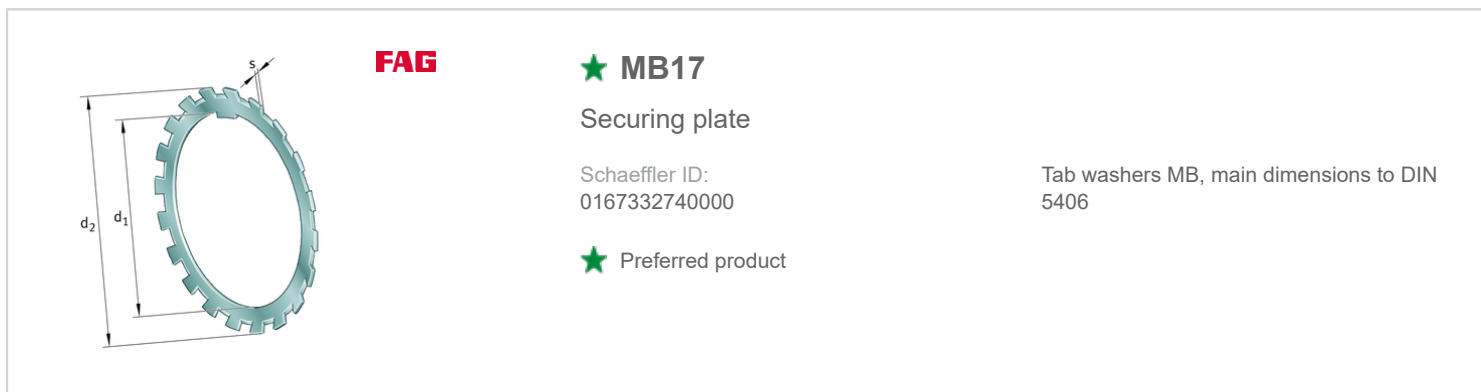 s
d2
d1
FAG
MB17
Securing plate
Schaeffler ID:
0167332740000
Tab washers MB, main dimensions to DIN
5406
Preferred product